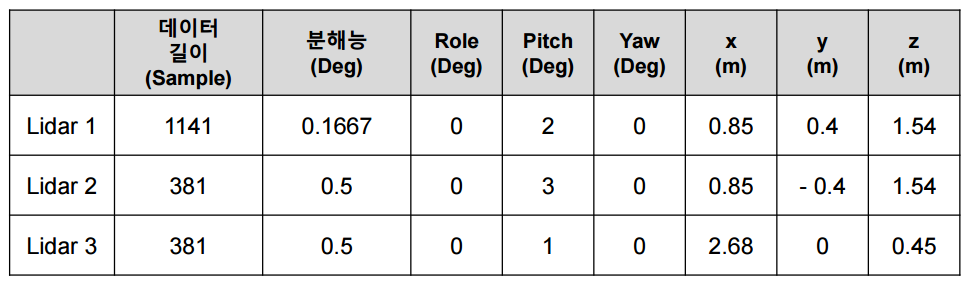 데이터 길이 (Sample) 분해능 (Deg) Role (Deg) Pitch (Deg) Yaw (Deg) x (m) y (m) z (m)
Lidar 1 1141 0.1667 0 2 0 0.85 0.4 1.54
Lidar 2 381 0.5 0 3 0 0.85 - 0.4 1.54
Lidar 3 381 0.5 0 1 0 2.68 0 0.45